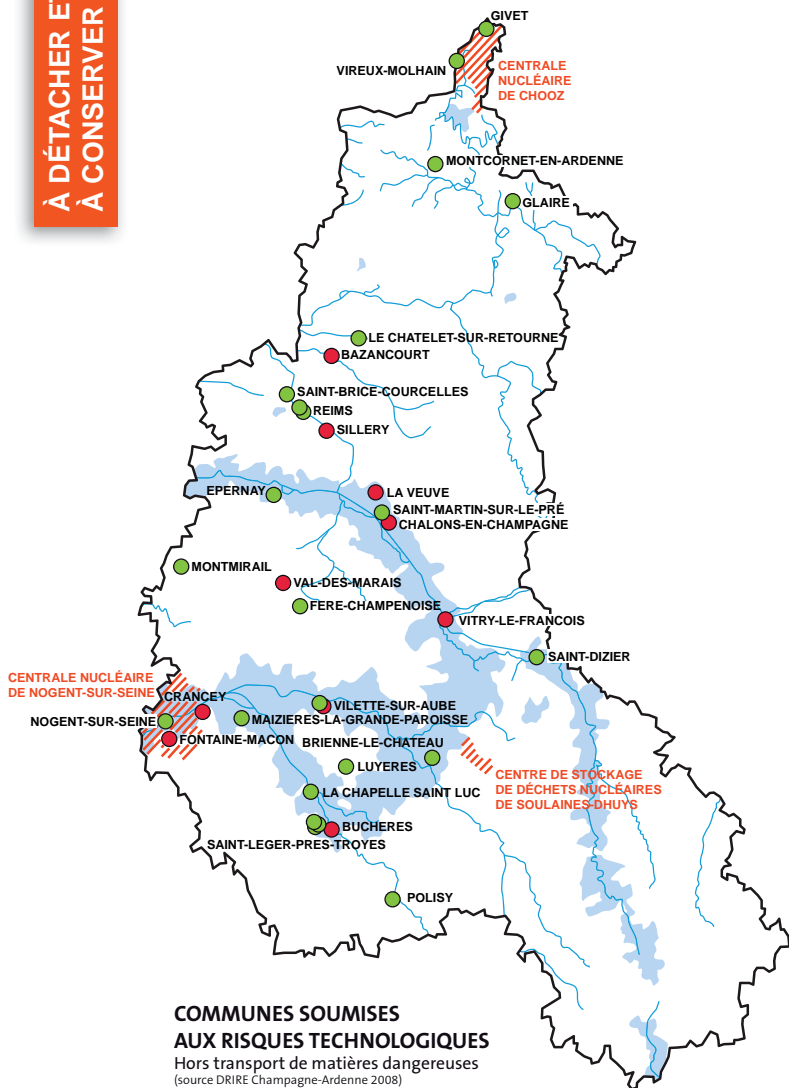 À DÉTACHER ET
À CONSERVER
GIVET
VIREUX-MOLHAIN
CENTRALE
NUCLÉAIRE
DE CHOOZ
MONTCORNET-EN-ARDENNE
GLAIRE
LE CHATELET-SUR-RETOURNE
BAZANCOURT
SAINT-BRICE-COURCELLES
REIMS
SILLERY
EPERNAY
LA VEUVE
SAINT-MARTIN-SUR-LE-PRÉ
CHALONS-EN-CHAMPAGNE
MONTMIRAIL
VAL-DES-MARAIS
FERE-CHAMPENOISE
VITRY-LE-FRANCOIS
SAINT-DIZIER
CENTRALE NUCLÉAIRE
DE NOGENT-SUR-SEINE
CRANCEY
VILETTE-SUR-AUBE
NOGENT-SUR-SEINE
MAIZIERES-LA-GRANDE-PAROISSE
FONTAINE-MACON
BRIENNE-LE-CHATEAU
LUYERES
CENTRE DE STOCKAGE
DE DÉCHETS NUCLÉAIRES
DE SOULAINES-DHUYS
LA CHAPELLE SAINT LUC
BUCHERES
SAINT-LEGER-PRES-TROYES
POLISY
COMMUNES SOUMISES
AUX RISQUES TECHNOLOGIQUES
Hors transport de matières dangereuses
(source DRIRE Champagne-Ardenne 2008)